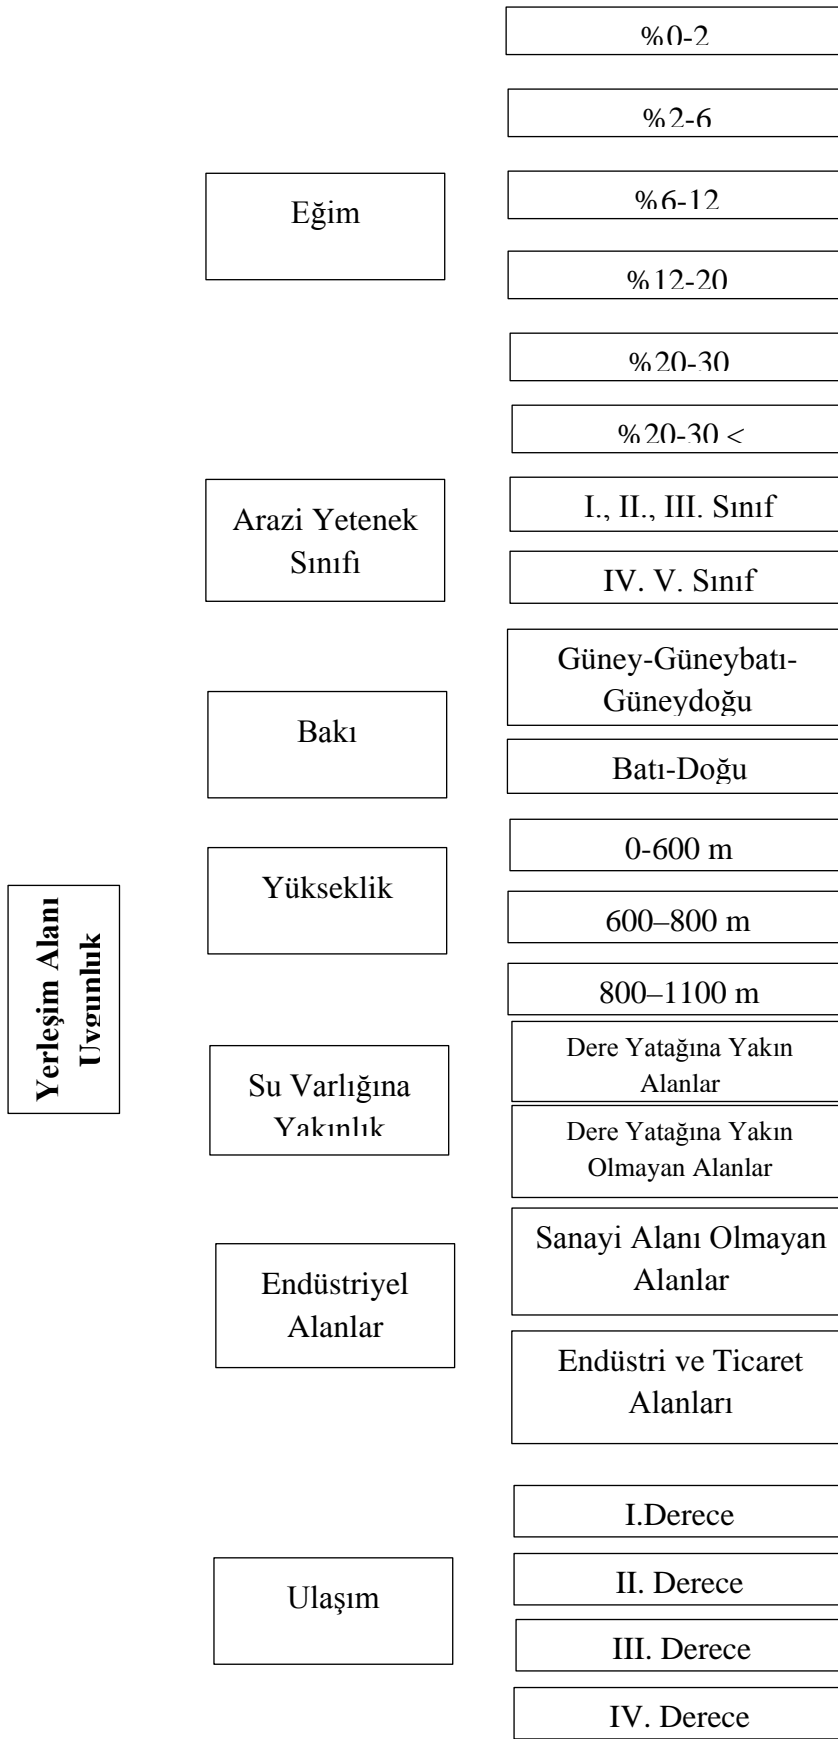 %0-2
%2-6
Eğim
%6-12
%12-20
%20-30
%20-30 <
Arazi Yetenek
Sınıfı
I., II., III. Sınıf
IV. V. Sınıf
Güney-Güneybatı-
Güneydoğu
Bakı
Batı-Doğu
Yükseklik
0-600 m
600–800 m
800–1100 m
Yerleşim Alanı
Uygunluk
Su Varlığına
Yakınlık
Dere Yatağına Yakın
Alanlar
Dere Yatağına Yakın
Olmayan Alanlar
Endüstriyel
Alanlar
Sanayi Alanı Olmayan
Alanlar
Endüstri ve Ticaret
Alanları
Ulaşım
I.Derece
II. Derece
III. Derece
IV. Derece